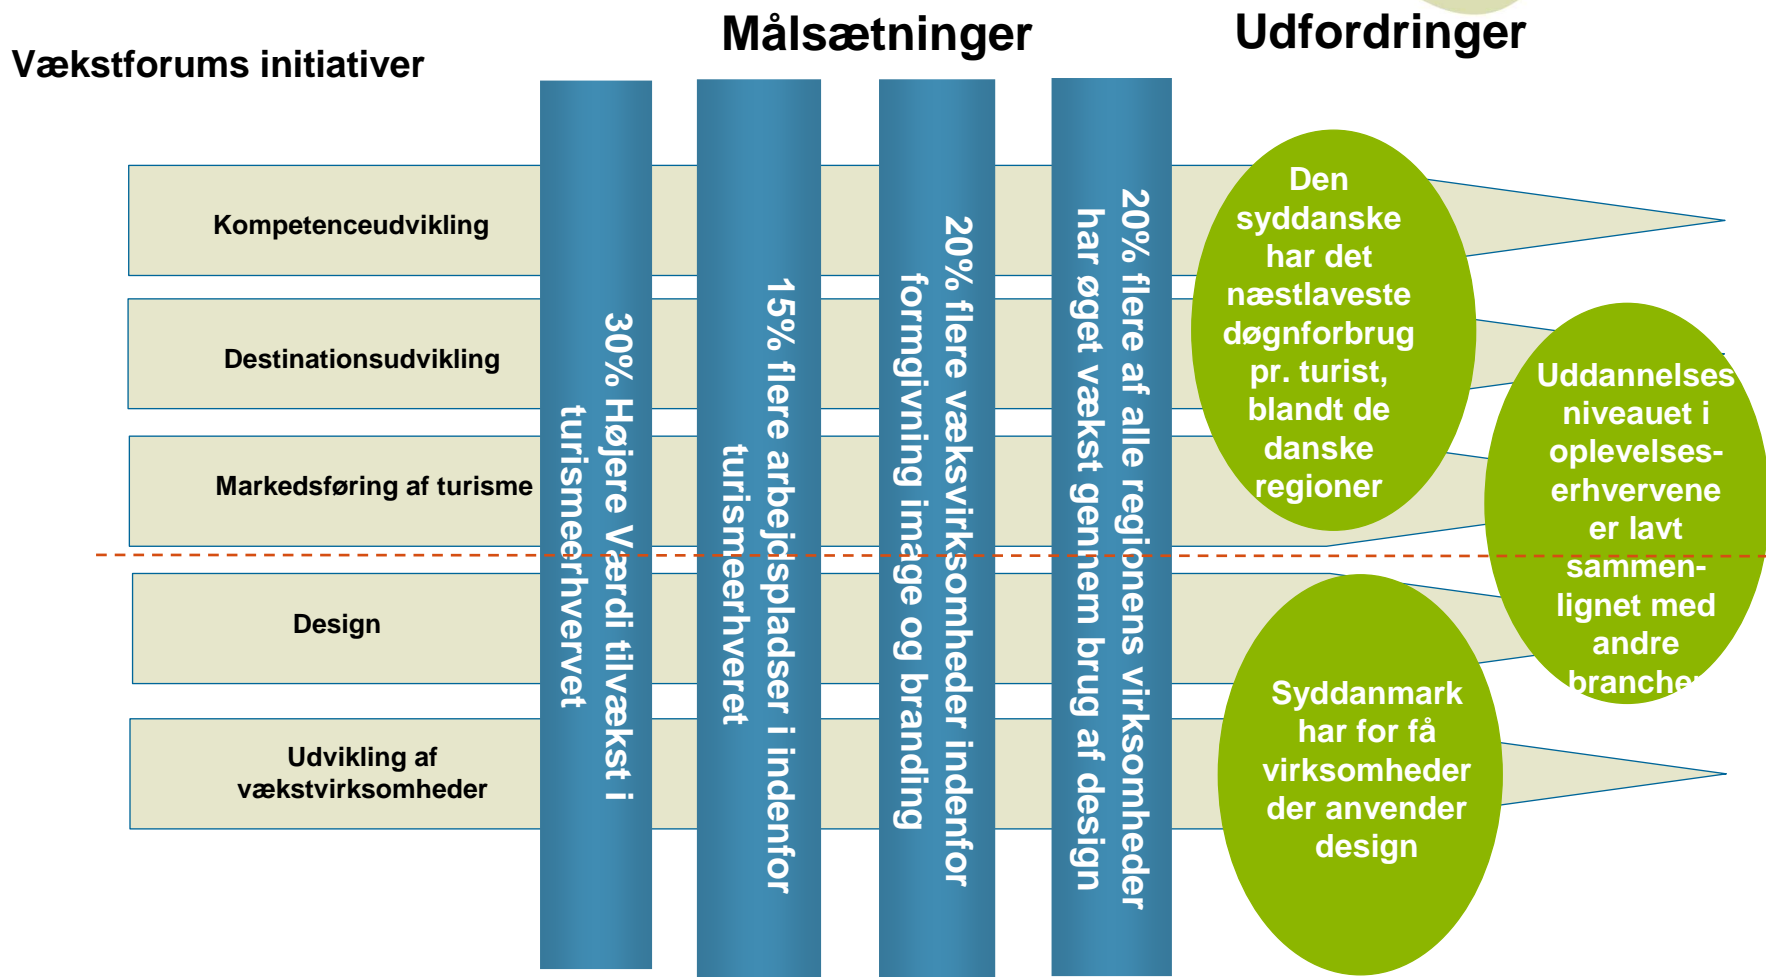 Målsætninger
Udfordringer
Vækstforums initiativer
Kompetenceudvikling
Destinationsudvikling
Markedsføring af turisme
Design
Udvikling af
vækstvirksomheder
30% Højere Værdi tilvækst i
turismeerhvervet
15% flere arbejdspladser i indenfor
turismeerhveret
20% flere væksvirksomheder indenfor
formgivning image og branding
20% flere af alle regionens virksomheder
har øget vækst gennem brug af design
Den
syddanske
har det
næstlaveste
døgnforbrug
pr. turist,
blandt de
danske
regioner
Uddannelses
niveauet i
oplevelses-
erhvervene
er lavt
sammen-
lignet med
andre
brancher
Syddanmark
har for få
virksomheder
der anvender
design